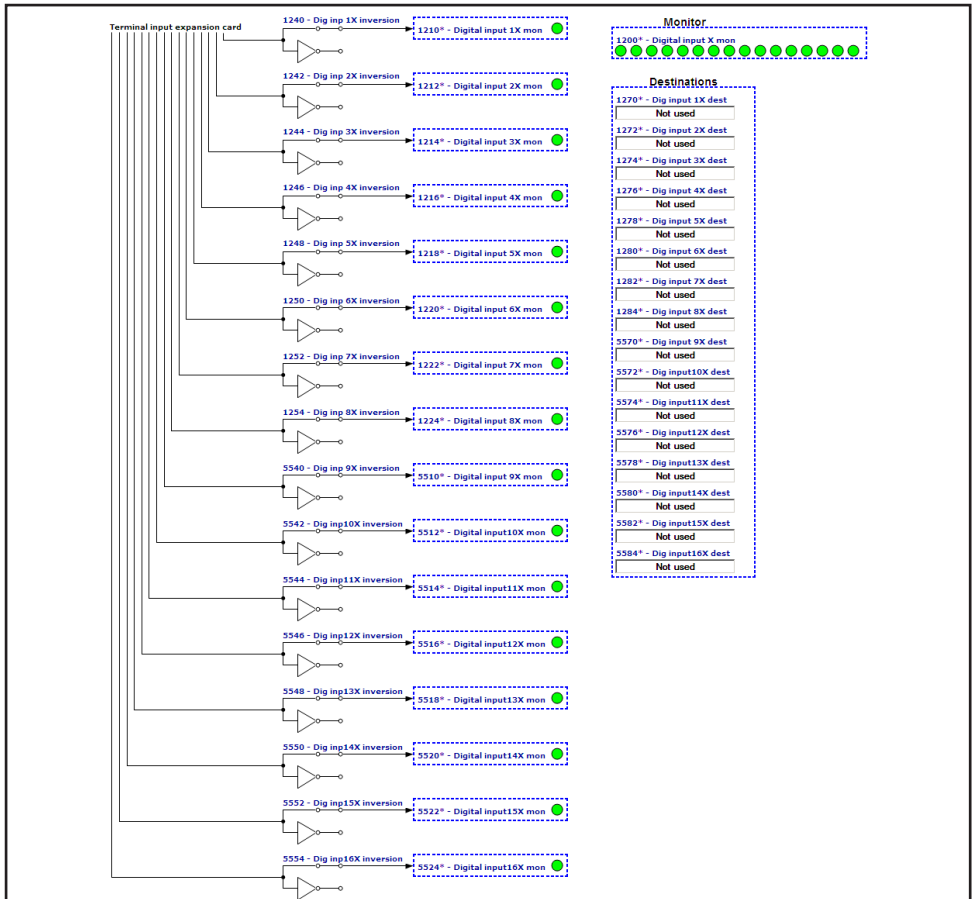 Terminal input expansion card
1240 - Dig inp 1X inversion
1210* - Digital input 1X mon
1242 - Dig inp 2X inversion
1212* - Digital input 2X mon
1244 - Dig inp 3X inversion
1214* - Digital input 3X mon
1246 - Dig inp 4X inversion
1216* - Digital input 4X mon
1248 - Dig inp 5X inversion
1218* - Digital input 5X mon
1250 - Dig inp 6X inversion
1220* - Digital input 6X mon
1252 - Dig inp 7X inversion
1222* - Digital input 7X mon
1254 - Dig inp 8X inversion
1224* - Digital input 8X mon
5540 - Dig inp 9X inversion
5510* - Digital input 9X mon
5542 - Dig inp10X inversion
5512* - Digital input10X mon
5544 - Dig inp11X inversion
5514* - Digital input11X mon
5546 - Dig inp12X inversion
5516* - Digital input12X mon
5548 - Dig inp13X inversion
5518* - Digital input13X mon
5550 - Dig inp14X inversion
5520* - Digital input14X mon
5552 - Dig inp15X inversion
5522* - Digital input15X mon
5554 - Dig inp16X inversion
5524* - Digital input16X mon
Monitor
1200* - Digital input X mon
Destinations
1270* - Dig input 1X dest
Not used
1272* - Dig input 2X dest
Not used
1274* - Dig input 3X dest
Not used
1276* - Dig input 4X dest
Not used
1278* - Dig input 5X dest
Not used
1280* - Dig input 6X dest
Not used
1282* - Dig input 7X dest
Not used
1284* - Dig input 8X dest
Not used
5570* - Dig input 9X dest
Not used
5572* - Dig input10X dest
Not used
5574* - Dig input11X dest
Not used
5576* - Dig input12X dest
Not used
5578* - Dig input13X dest
Not used
5580* - Dig input14X dest
Not used
5582* - Dig input15X dest
Not used
5584* - Dig input16X dest
Not used